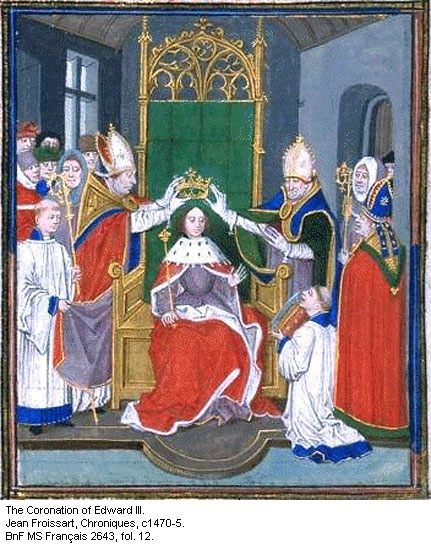 The Coronation of Edward III.
Jean Froissart, Chroniques, c1470-5.
BnF MS Français 2643, fol. 12.